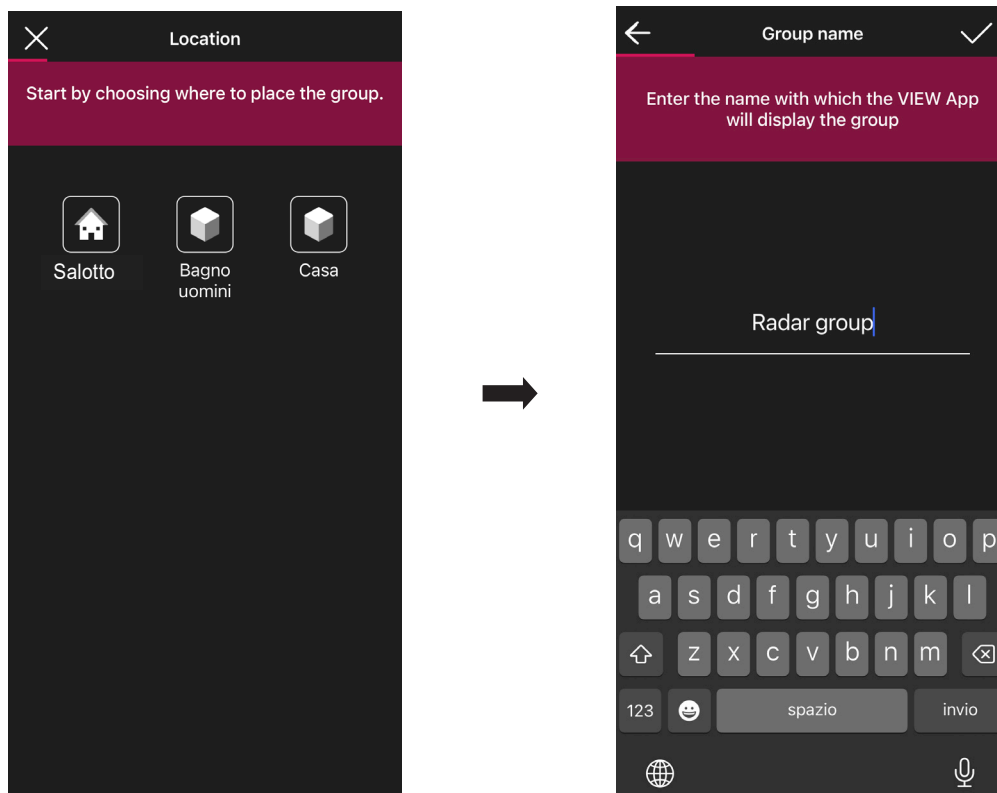 Location
Start by choosing where to place the group.
Salotto
Bagno
uomini
Casa
Group name
Enter the name with which the VIEW App
will display the group
Radar group
q w e r t y u i o p
a s d f g h j k l
z x c v b n m
123 spazio invio